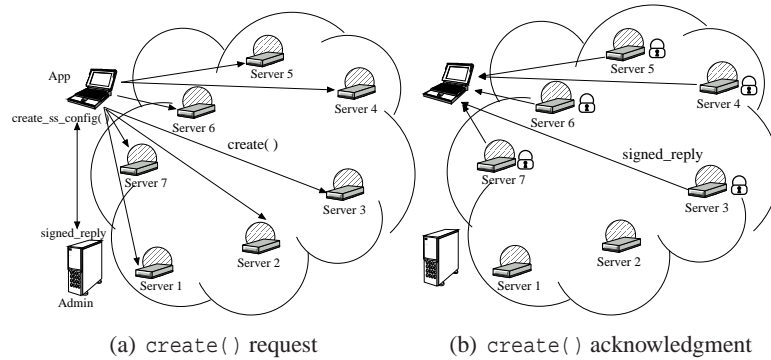 App
create_ss_config(
signed_reply
Admin
Server 5
Server 4
Server 6
create( )
Server 7
Server 3
Server 2
Server 1
(a) create() request
Server 5
Server 4
Server 6
signed_reply
Server 7
Server 3
Server 2
Server 1
(b) create() acknowledgment